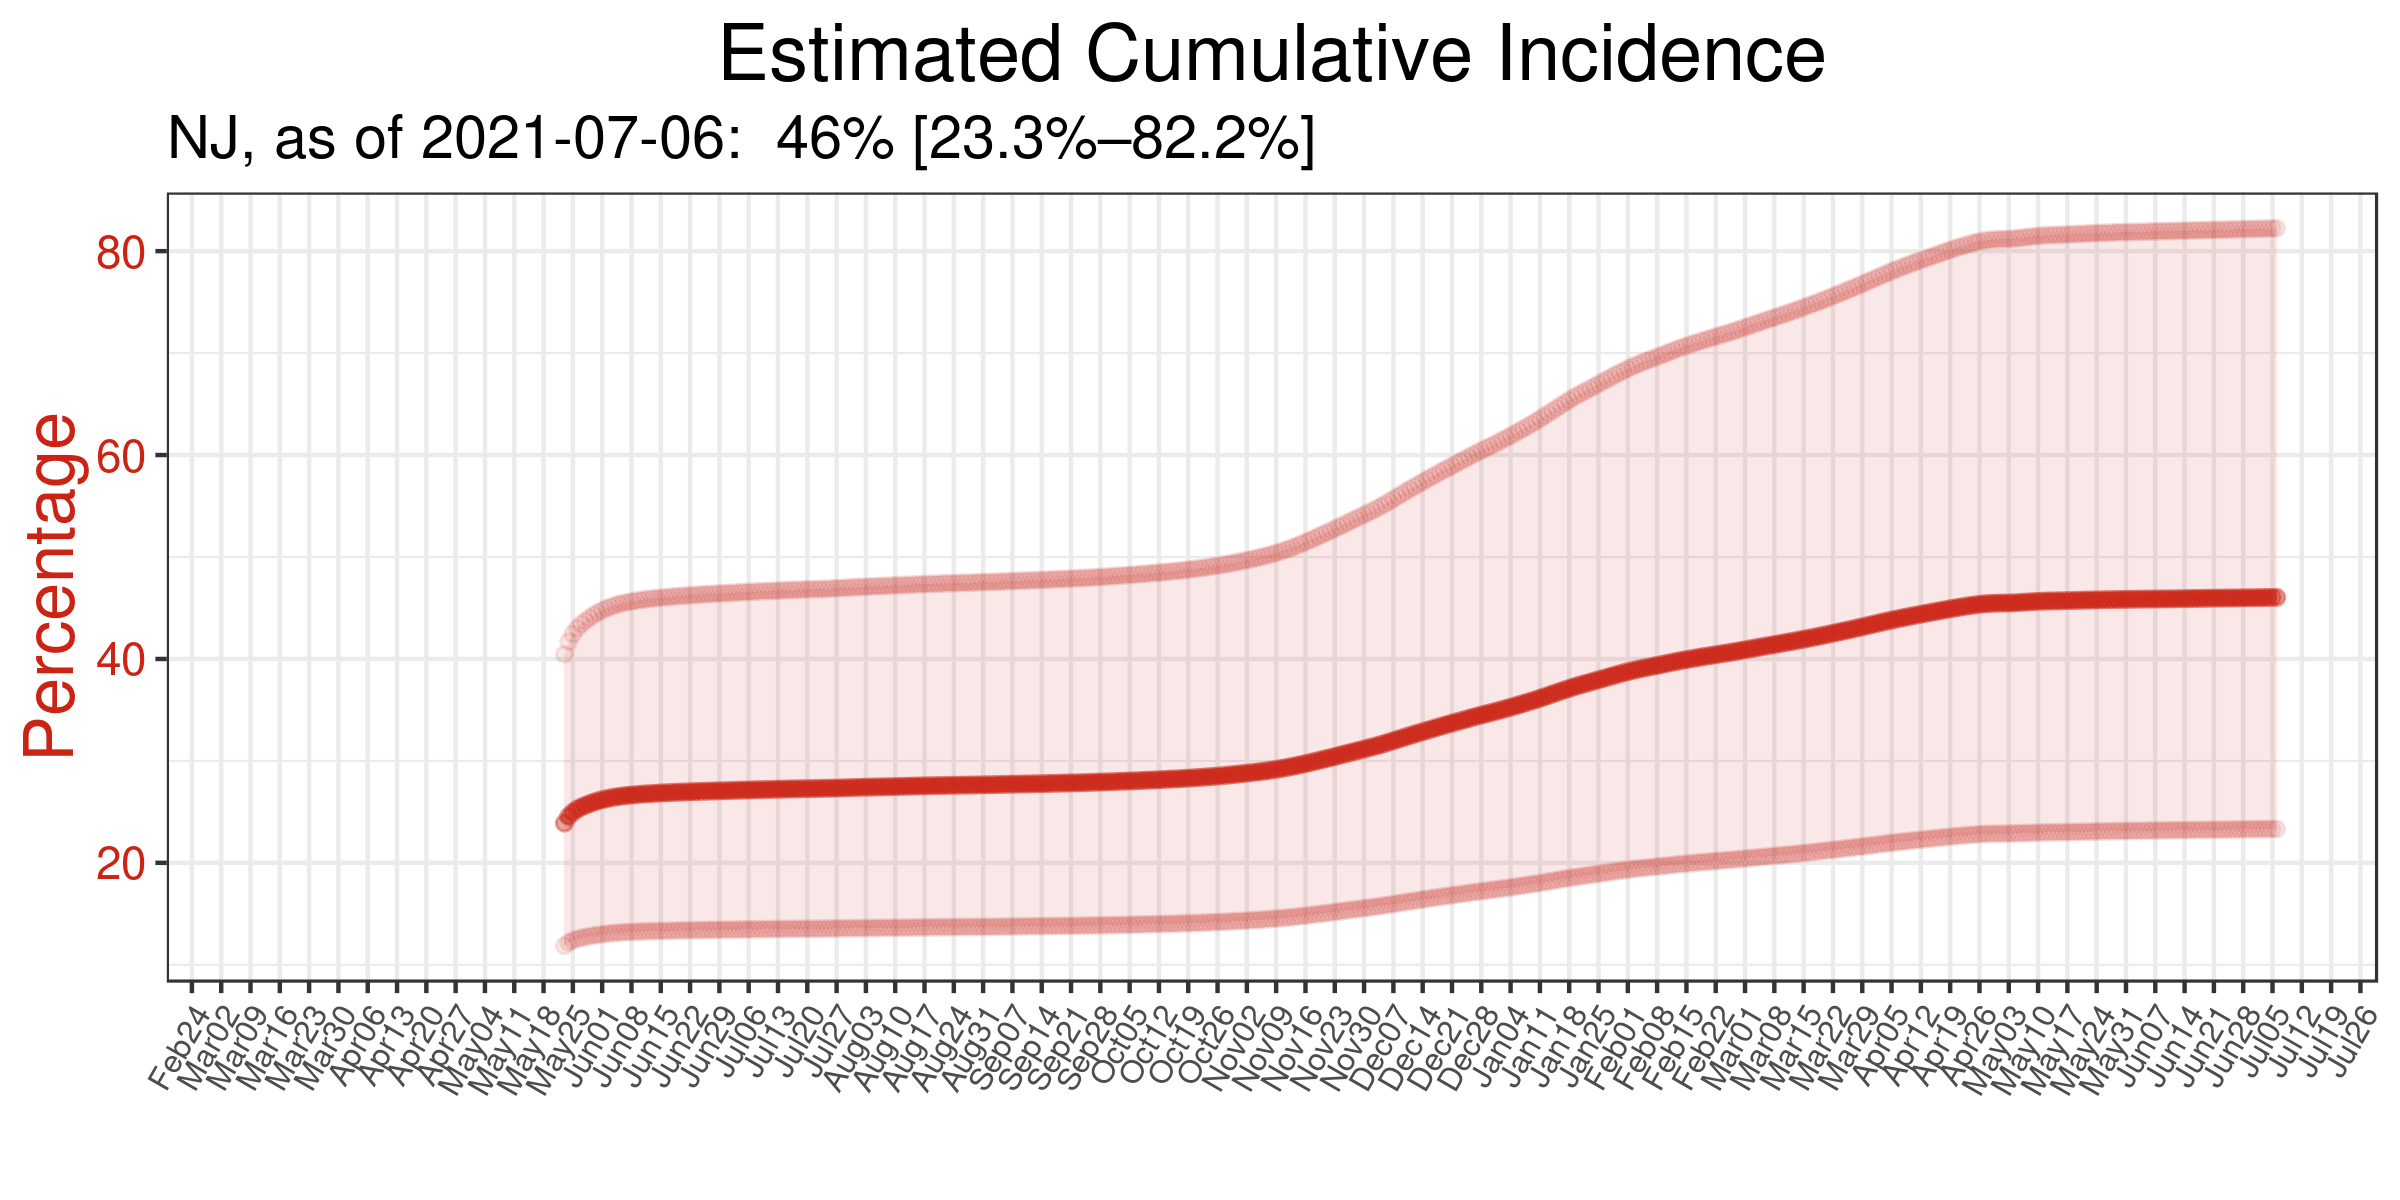 Estimated Cumulative Incidence
NJ, as of 2021-07-06:  46% [23.3%–82.2%]
Percentage
80
60
40
20
Feb24
Mar02
Mar09
Mar16
Mar23
Mar30
Apr06
Apr13
Apr20
Apr27
May04
May11
May18
May25
Jun01
Jun08
Jun15
Jun22
Jun29
Jul06
Jul13
Jul20
Jul27
Aug03
Aug10
Aug17
Aug24
Aug31
Sep07
Sep14
Sep21
Sep28
Oct05
Oct12
Oct19
Oct26
Nov02
Nov09
Nov16
Nov23
Nov30
Dec07
Dec14
Dec21
Dec28
Jan04
Jan11
Jan18
Jan25
Feb01
Feb08
Feb15
Feb22
Mar01
Mar08
Mar15
Mar22
Mar29
Apr05
Apr12
Apr19
Apr26
May03
May10
May17
May24
May31
Jun07
Jun14
Jun21
Jun28
Jul05
Jul12
Jul19
Jul26